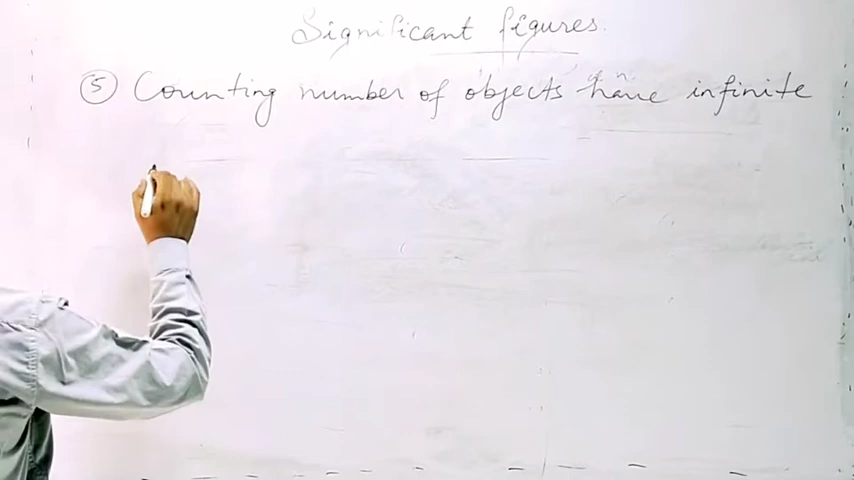 Significant figures.
⑤ Counting number of objects have infinite